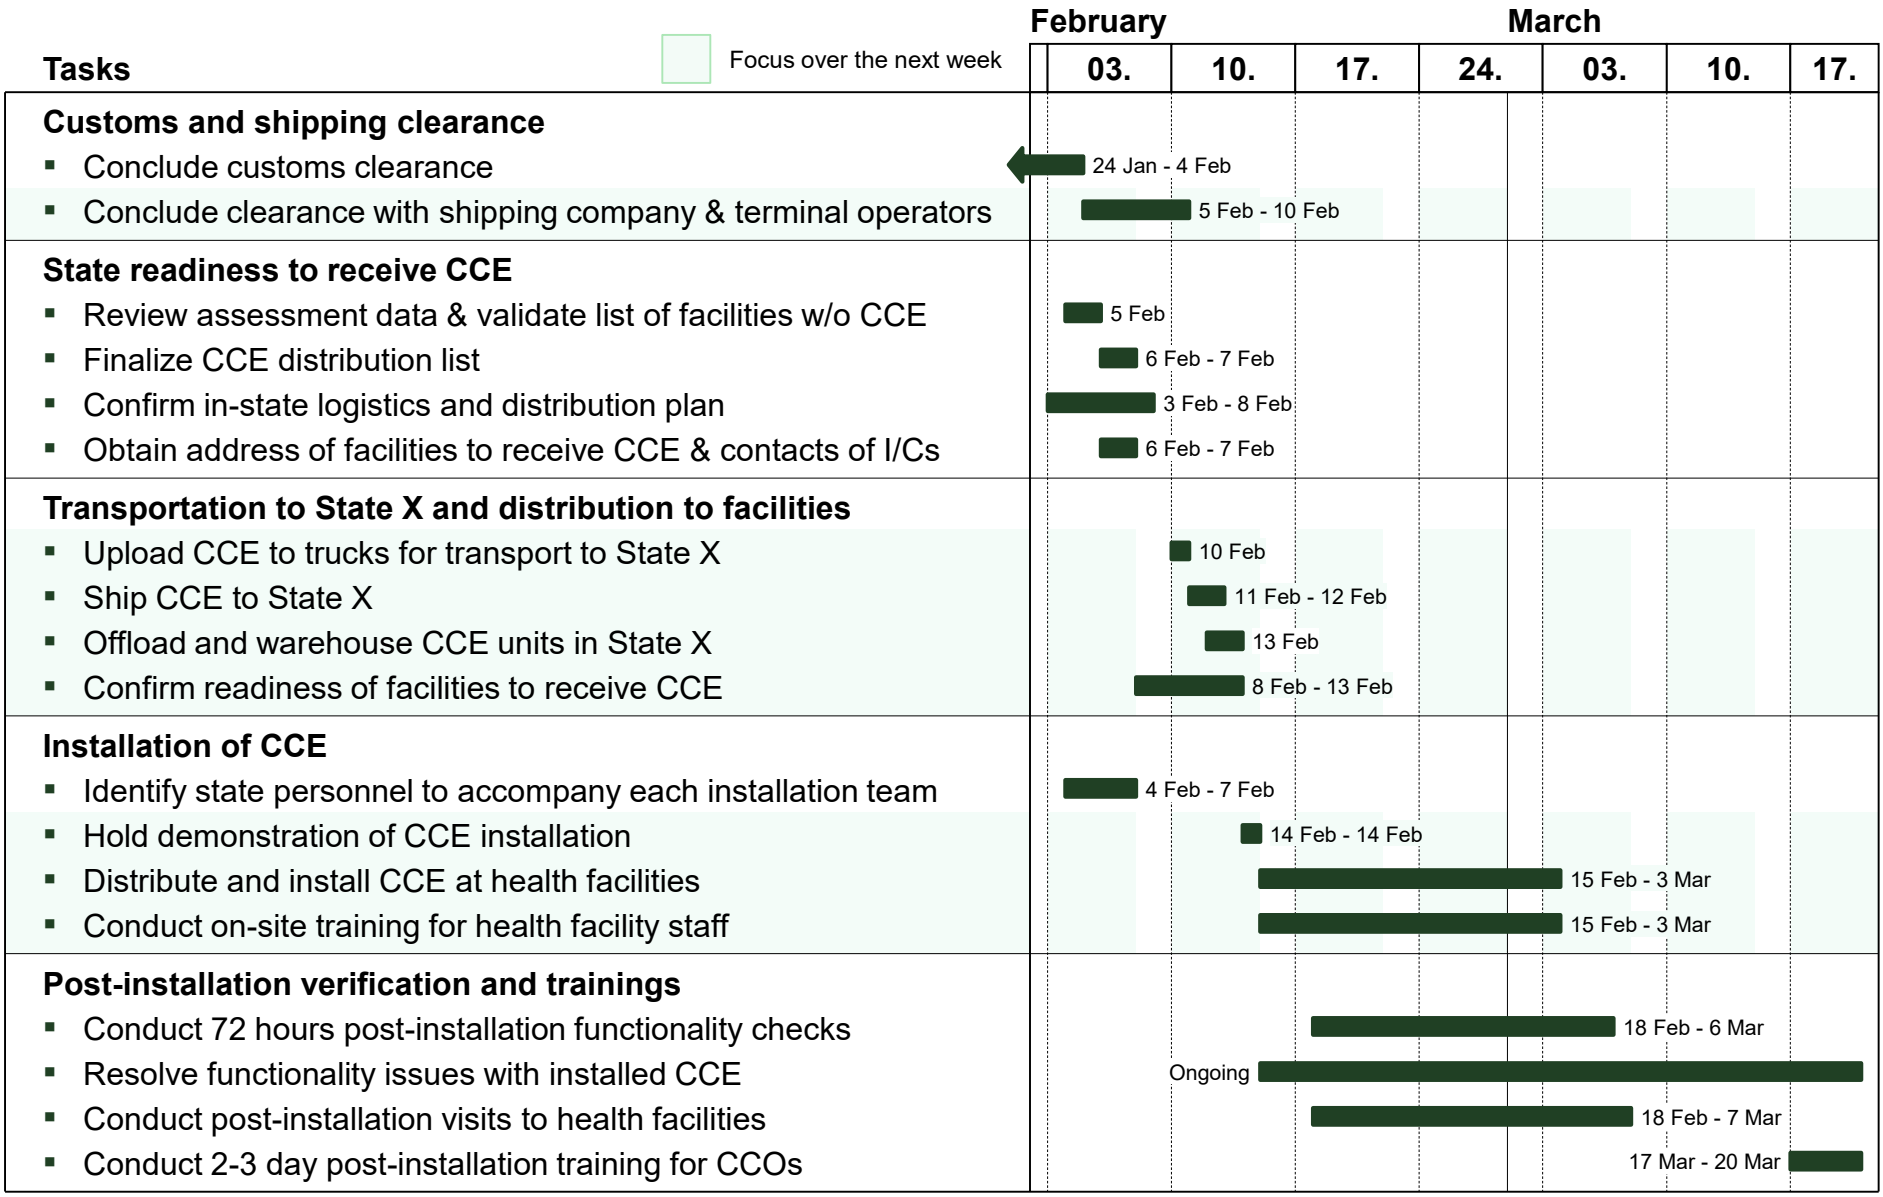 February March
Focus over the next week
Tasks 03. 10. 17. 24. 03. 10. 17.
Customs and shipping clearance
▪ Conclude customs clearance 24 Jan - 4 Feb
▪ Conclude clearance with shipping company & terminal operators 5 Feb - 10 Feb
State readiness to receive CCE
▪ Review assessment data & validate list of facilities w/o CCE 5 Feb
▪ Finalize CCE distribution list 6 Feb - 7 Feb
▪ Confirm in-state logistics and distribution plan 3 Feb - 8 Feb
▪ Obtain address of facilities to receive CCE & contacts of I/Cs 6 Feb - 7 Feb
Transportation to State X and distribution to facilities
▪ Upload CCE to trucks for transport to State X 10 Feb
▪ Ship CCE to State X 11 Feb - 12 Feb
▪ Offload and warehouse CCE units in State X 13 Feb
▪ Confirm readiness of facilities to receive CCE 8 Feb - 13 Feb
Installation of CCE
▪ Identify state personnel to accompany each installation team 4 Feb - 7 Feb
▪ Hold demonstration of CCE installation 14 Feb - 14 Feb
▪ Distribute and install CCE at health facilities 15 Feb - 3 Mar
▪ Conduct on-site training for health facility staff 15 Feb - 3 Mar
Post-installation verification and trainings
▪ Conduct 72 hours post-installation functionality checks 18 Feb - 6 Mar
▪ Resolve functionality issues with installed CCE Ongoing
▪ Conduct post-installation visits to health facilities 18 Feb - 7 Mar
▪ Conduct 2-3 day post-installation training for CCOs 17 Mar - 20 Mar